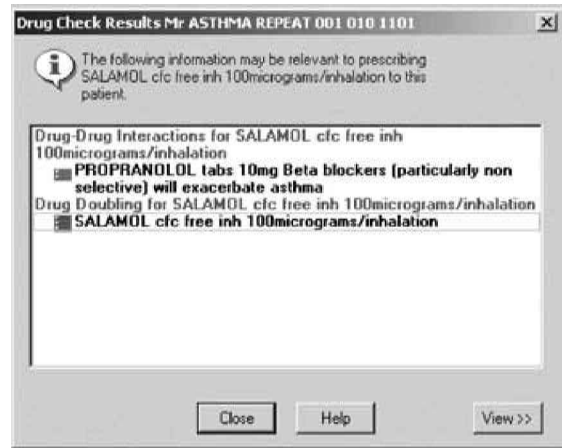 Drug Check Results Mr ASTHMA REPEAT 001 010 1101
The following information may be relevant to prescribing
SALAMOL cfc free inh 100micrograms/inhalation to this
patient.
Drug-Drug Interactions for SALAMOL cfc free inh
100micrograms/inhalation
PROPRANOLOL tabs 10mg Beta blockers (particularly non
selective) will exacerbate asthma
Drug Doubling for SALAMOL cfc free inh 100micrograms/inhalation
SALAMOL cfc free inh 100micrograms/inhalation
Close Help View >>